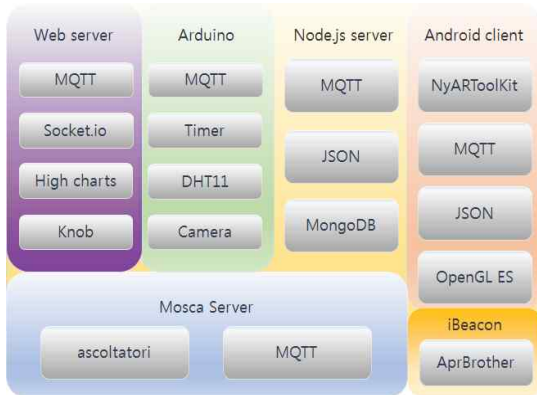 Web server
MQTT
Socket.io
High charts
Knob
Arduino
MQTT
Timer
DHT11
Camera
Node.js server
MQTT
JSON
MongoDB
Android client
NyARToolKit
MQTT
JSON
OpenGL ES
Mosca Server
ascoltatori
MQTT
iBeacon
AprBrother